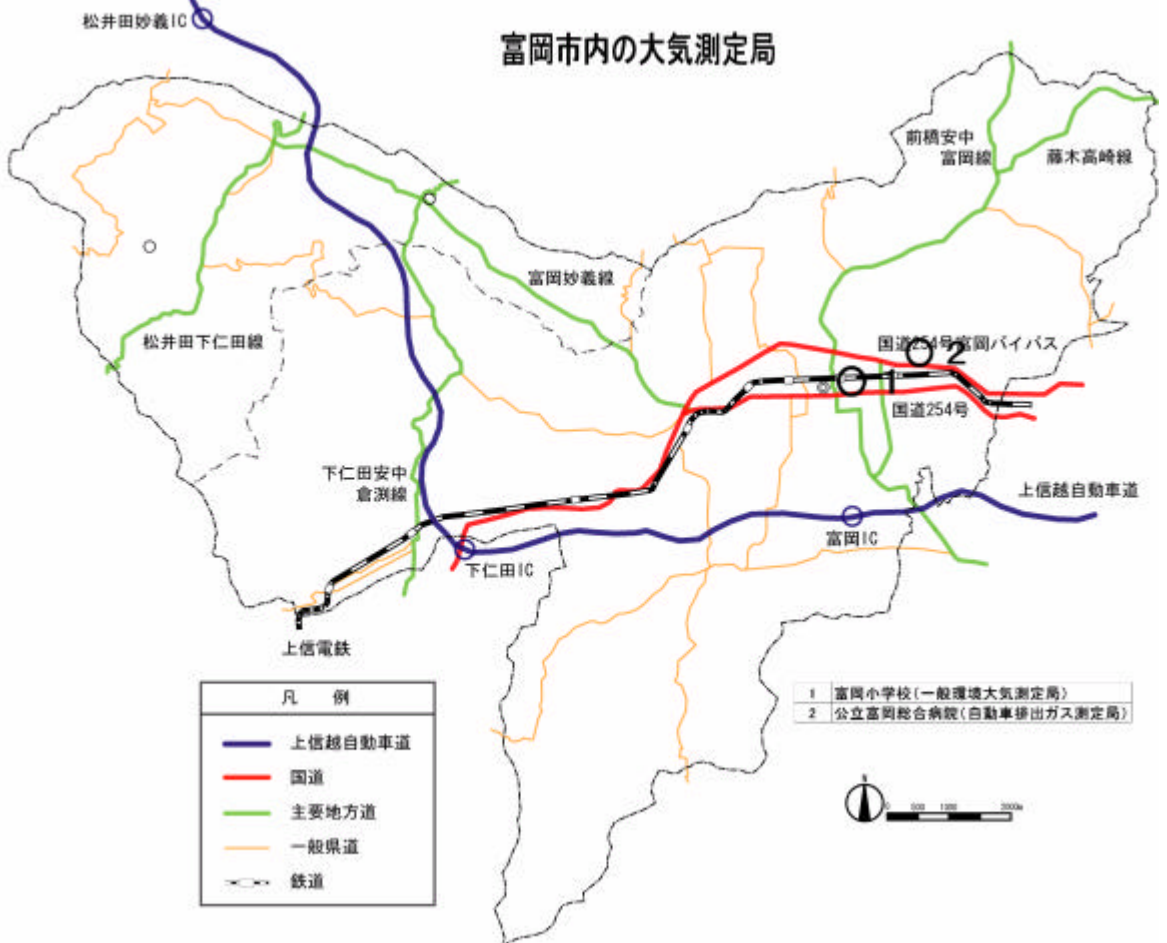 松井田妙義IC
富岡市内の大気測定局
前橋安中
富岡線
藤木高崎線
富岡妙義線
松井田下仁田線
国道254号富岡バイパス
2
1
国道254号
下仁田安中
倉渕線
上信越自動車道
富岡IC
下仁田IC
上信電鉄
凡 例
上信越自動車道
国道
主要地方道
一般県道
鉄道
1 富岡小学校(一般環境大気測定局)
2 公立富岡総合病院(自動車排出ガス測定局)
N
0 500 1000 2000m